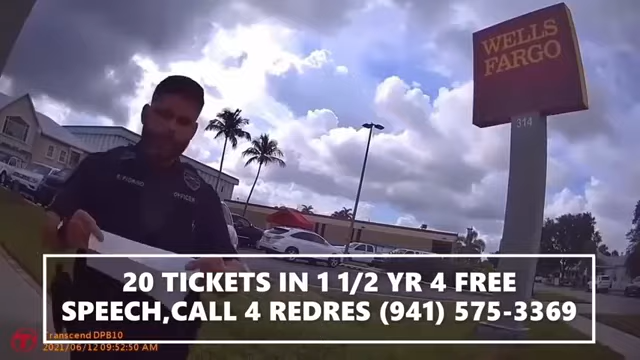 WELLS
FARGO
314
OFFICER
20 TICKETS IN 1 1/2 YR 4 FREE
SPEECH,CALL 4 REDRES (941) 575-3369
Transcend DPB10
2021/06/12 09:52:50 AM